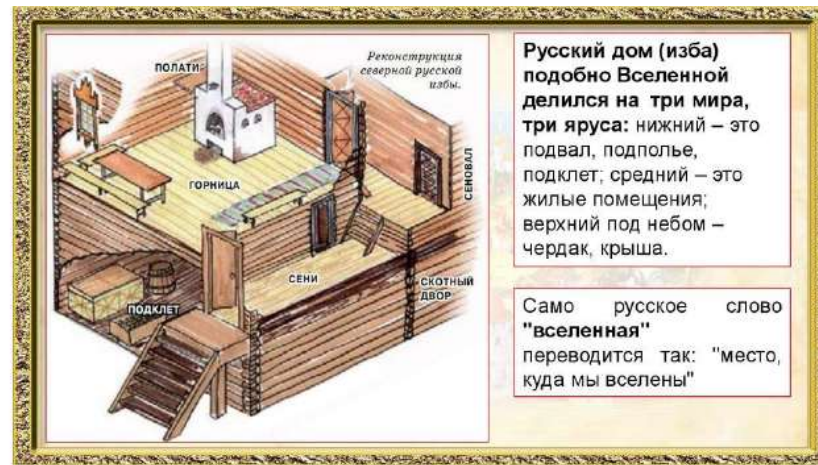 Реконструкция
северной русской
избы.
ПОЛАТИ
ГОРНИЦА
СЕНОВАЛ
СЕНИ
СКОТНЫЙ
ДВОР
ПОДКЛЕТ
Русский дом (изба)
подобно Вселенной
делился на три мира,
три яруса: нижний – это
подвал, подполье,
подклет; средний – это
жилые помещения;
верхний под небом –
чердак, крыша.
Само русское слово
"вселенная"
переводится так: "место,
куда мы вселены"